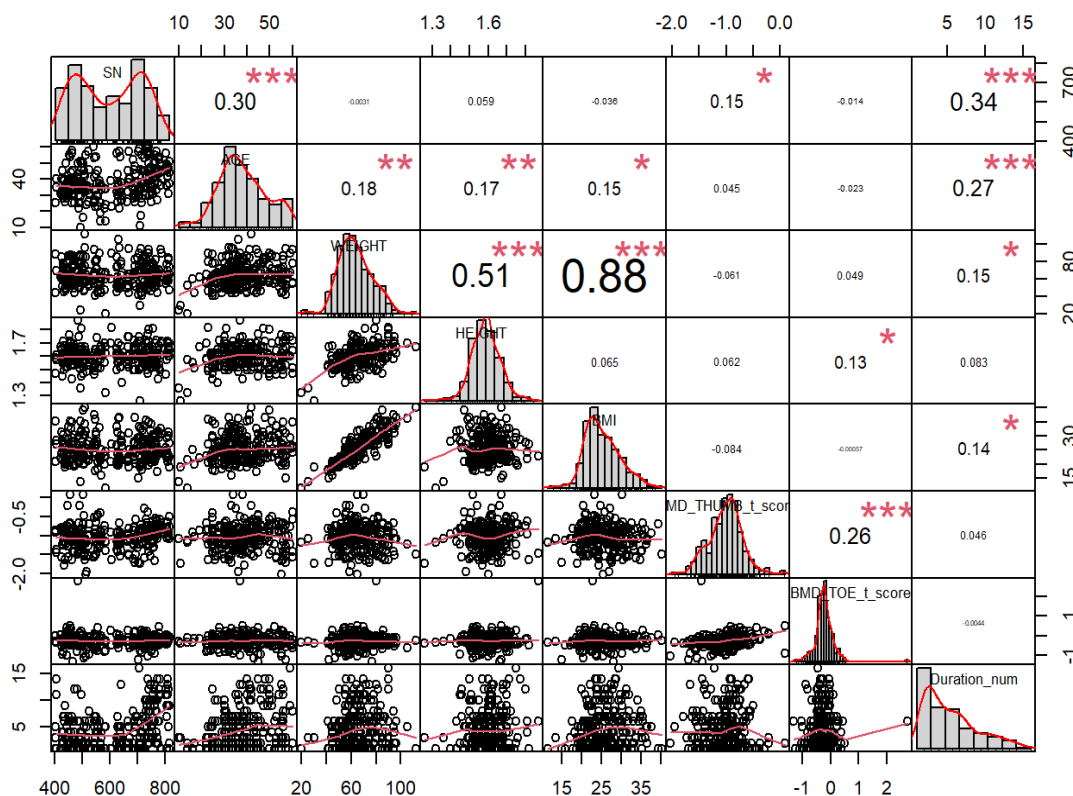 10 30 50 1.3 1.6 -2.0 -1.0 0.0 5 10 15
SN *** * ***
0.30 -0.0031 0.059 -0.036 0.15 -0.014 0.34
400 700
AGE ** ** * ***
0.18 0.17 0.15 0.045 -0.023 0.27
10 40
WEIGHT *** *** *
0.51 0.88 -0.061 0.049 0.15
20 80
HEIGHT *
0.065 0.062 0.13 0.083
1.3 1.7
BMI *
-0.084 -0.00057 0.14
15 30
MD_THUMB_t_scor ***
0.26 0.046
-2.0 -0.5
BMD_TOE_t_score
-0.0044
-1 1
Duration_num
5 15
400 600 800 20 60 100 15 25 35 -1 0 1 2